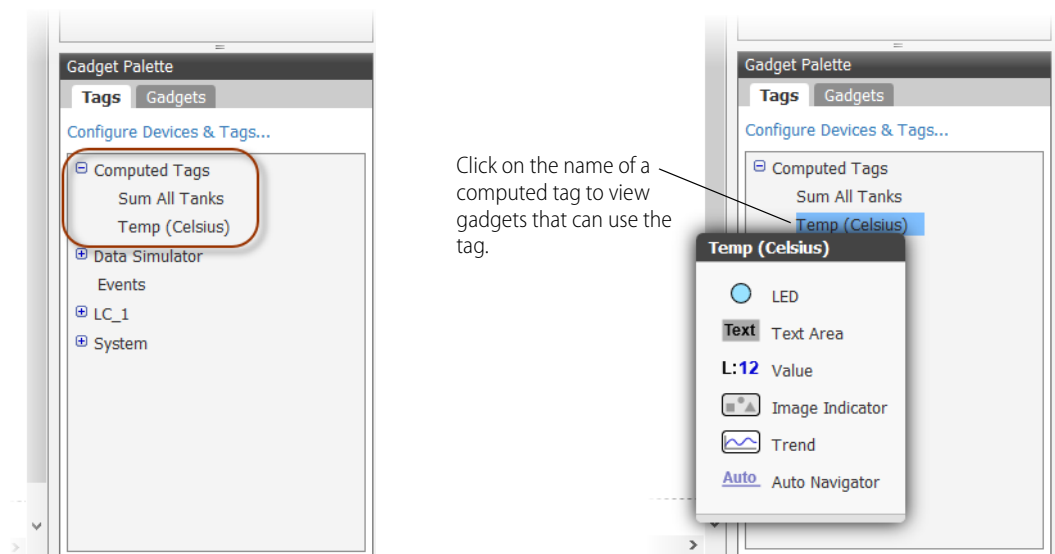 Gadget Palette
Tags Gadgets
Configure Devices & Tags...
Computed Tags
Sum All Tanks
Temp (Celsius)
Data Simulator
Events
LC_1
System
Click on the name of a
computed tag to view
gadgets that can use the
tag.
Gadget Palette
Tags Gadgets
Configure Devices & Tags...
Computed Tags
Sum All Tanks
Temp (Celsius)
Temp (Celsius)
LED
Text Text Area
L:12 Value
Image Indicator
Trend
Auto Auto Navigator